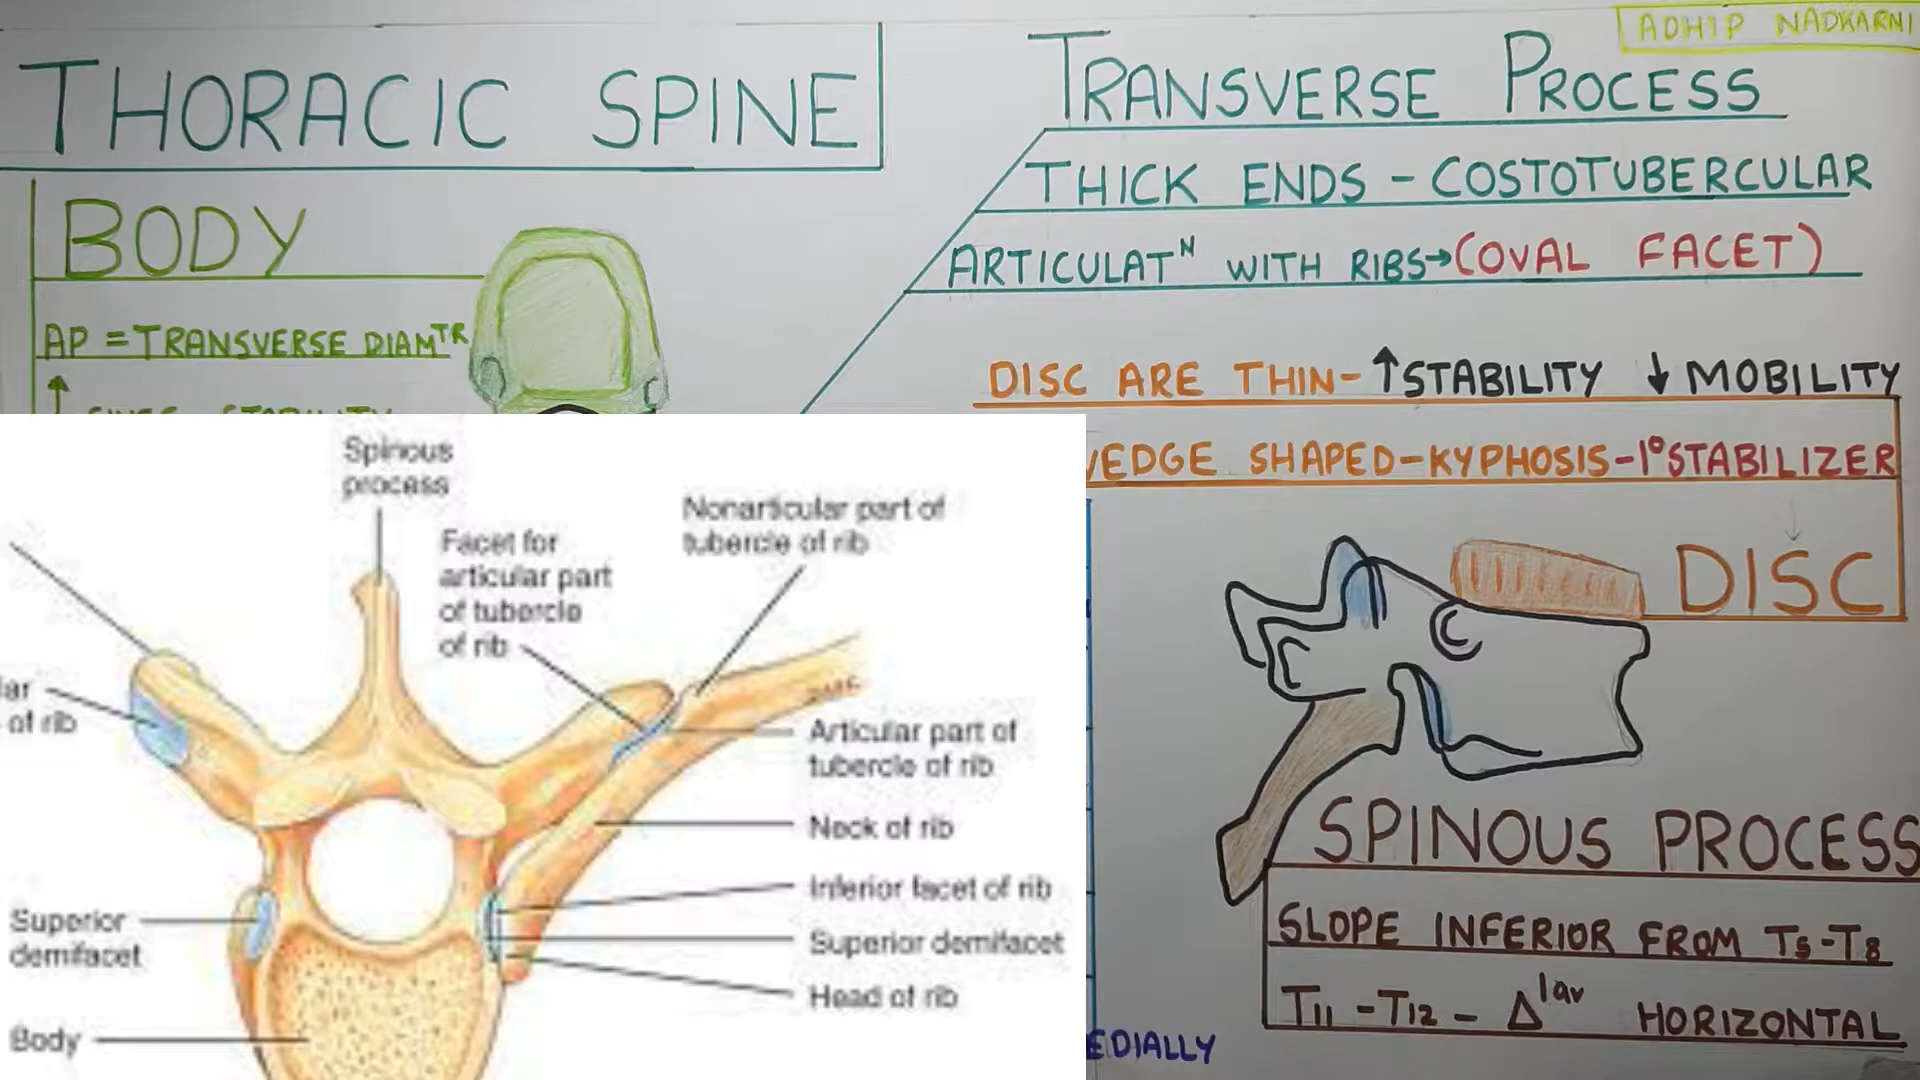 ADHIP NADKARNI
THORACIC SPINE
BODY
AP = TRANSVERSE DIAMTR
↑
TRANSVERSE PROCESS
THICK ENDS - COSTOTUBERCULAR
ARTICULATN WITH RIBS→(OVAL FACET)
DISC ARE THIN- ↑STABILITY ↓ MOBILITY
EDGE SHAPED-KYPHOSIS-1°STABILIZER
DISC
SPINOUS PROCESS
SLOPE INFERIOR FROM T5-T8
T11 -T12 - Δlar HORIZONTAL
EDIALLY
Spinous
process
Facet for
articular part
of tubercle
of rib
Nonarticular part of
tubercle of rib
lar
of rib
Articular part of
tubercle of rib
Neck of rib
Inferior facet of rib
Superior
demifacet
Superior demifacet
Head of rib
Body